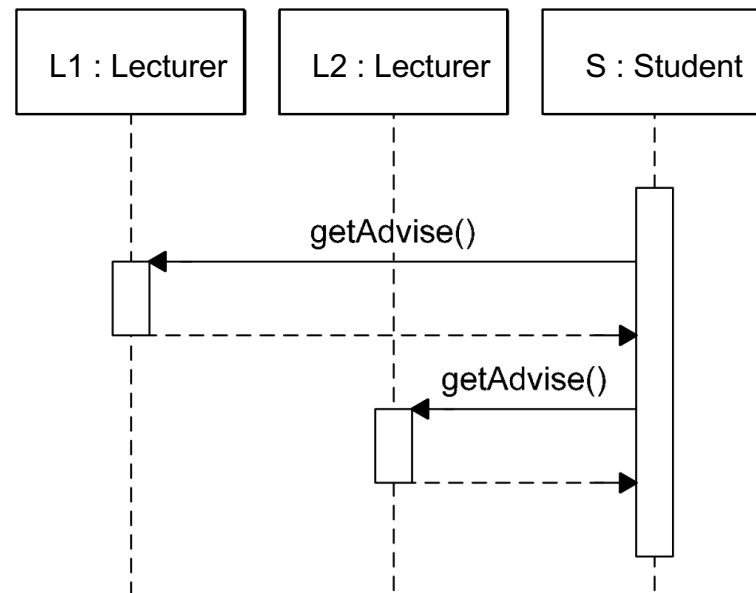 L1 : Lecturer
L2 : Lecturer
S : Student
getAdvise()
getAdvise()